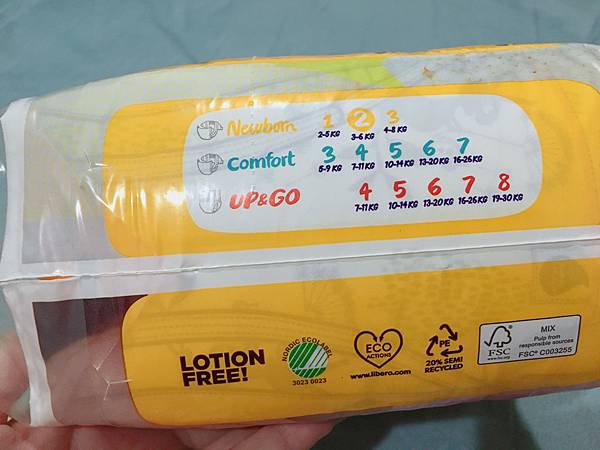 Newborn 1 2 3
2-5 KG 3-6 KG 4-8 KG
Comfort 3 4 5 6 7
5-9 KG 7-11 KG 10-14 KG 13-20 KG 16-26 KG
UP&GO 4 5 6 7 8
7-11 KG 10-14 KG 13-20 KG 16-26 KG 19-30 KG
LOTION
FREE!
NORDIC ECOLABEL
3023 0023
ECO
ACTIONS
www.libero.com
PE
20% SEMI
RECYCLED
FSC
www.fsc.org
MIX
Pulp from
responsible sources
FSC® C003255